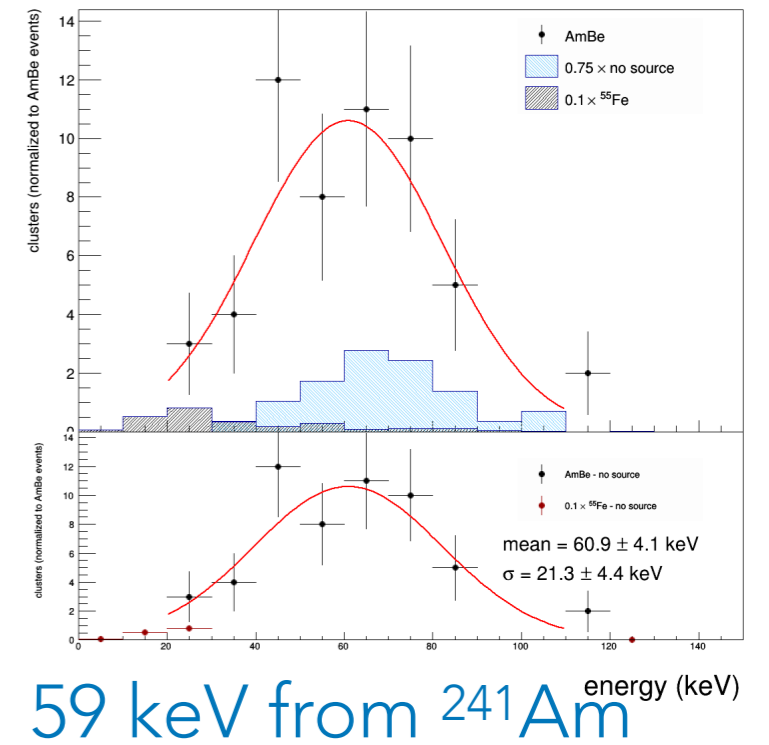 clusters (normalized to AmBe events)
14
12
10
8
6
4
2
0
AmBe
0.75 × no source
0.1× ⁵⁵Fe
clusters (normalized to AmBe events)
14
12
10
8
6
4
2
0
AmBe - no source
0.1 × ⁵⁵Fe - no source
mean = 60.9 ± 4.1 keV
σ = 21.3 ± 4.4 keV
0 20 40 60 80 100 120 140
energy (keV)
59 keV from ²⁴¹Am